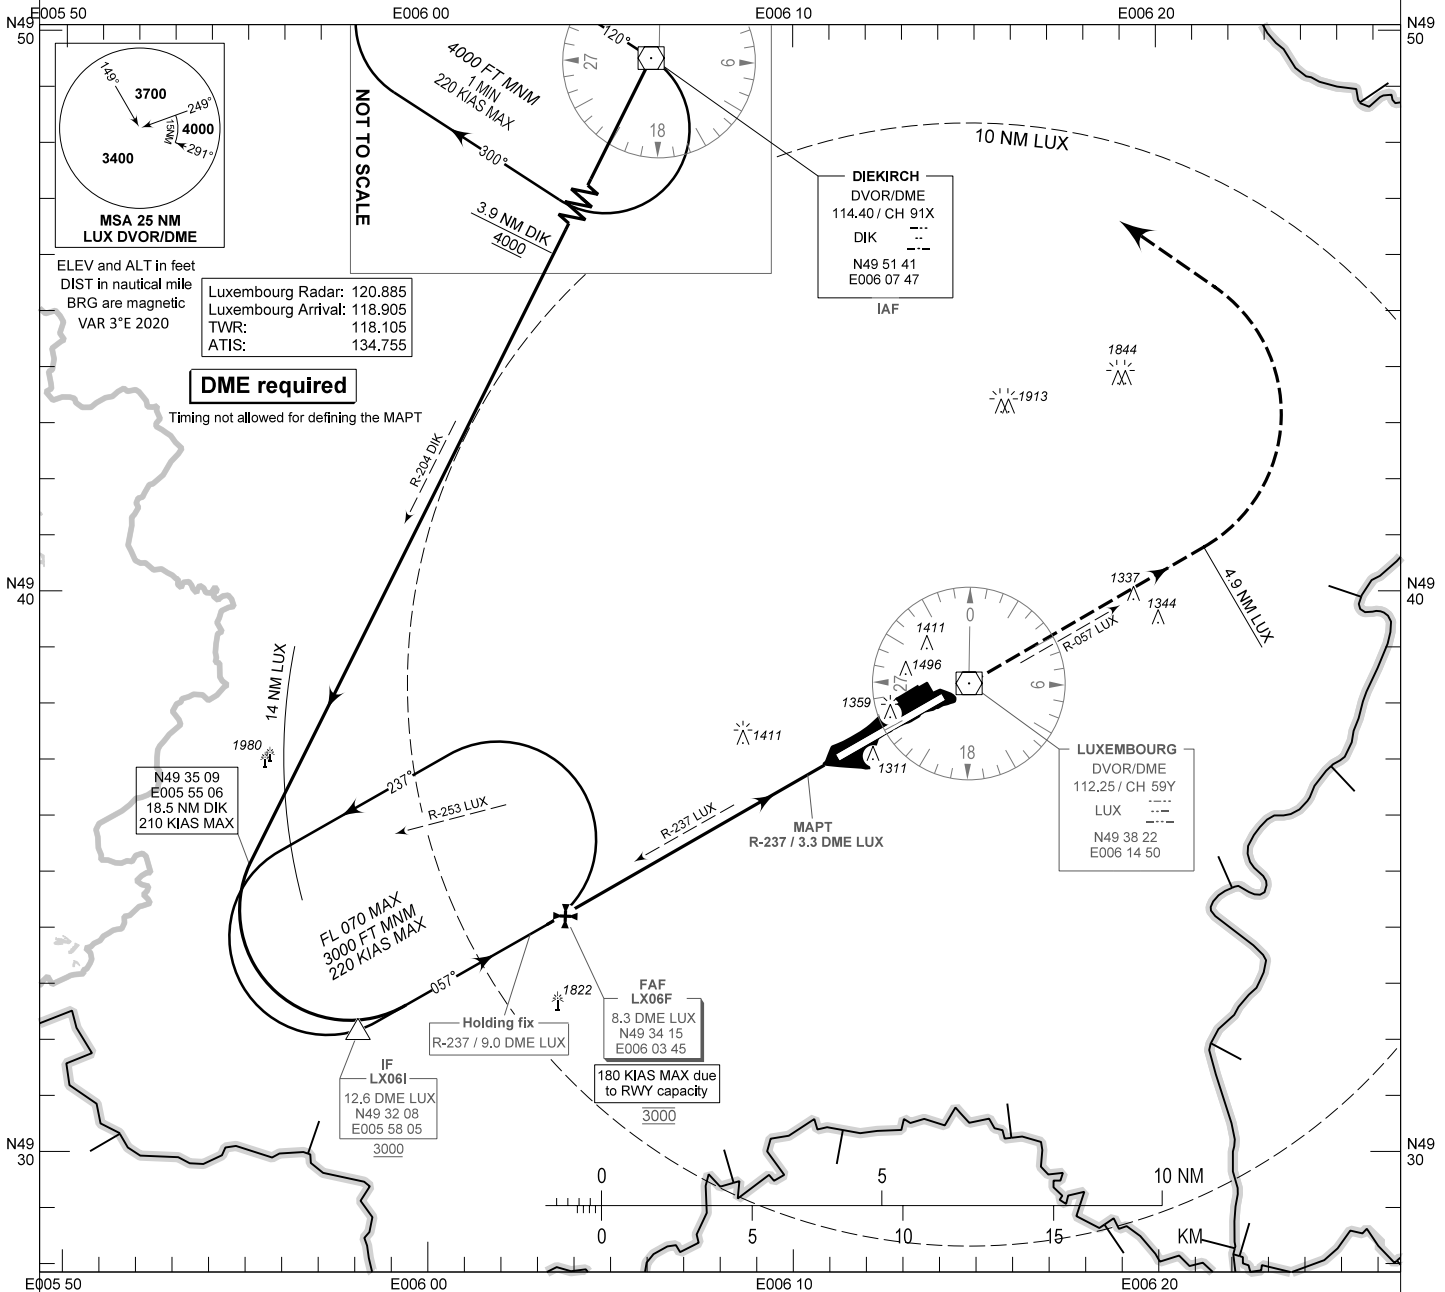 E005 50
E006 00
E006 10
E006 20
N49
50
N49
50
149°
3700
249°
15NM
4000
291°
3400
MSA 25 NM
LUX DVOR/DME
ELEV and ALT in feet
DIST in nautical mile
BRG are magnetic
VAR 3°E 2020
Luxembourg Radar: 120.885
Luxembourg Arrival: 118.905
TWR: 118.105
ATIS: 134.755
DME required
Timing not allowed for defining the MAPT
NOT TO SCALE
120°
4000 FT MNM
1 MIN
220 KIAS MAX
300°
27
6
18
3.9 NM DIK
4000
10 NM LUX
DIEKIRCH
DVOR/DME
114.40 / CH 91X
DIK
N49 51 41
E006 07 47
IAF
1844
1913
R-204 DIK
N49
40
N49
40
1337
1344
4.9 NM LUX
R-057 LUX
0
27
6
18
1411
1496
1359
1411
1311
14 NM LUX
1980
N49 35 09
E005 55 06
18.5 NM DIK
210 KIAS MAX
237°
R-253 LUX
R-237 LUX
MAPT
R-237 / 3.3 DME LUX
LUXEMBOURG
DVOR/DME
112.25 / CH 59Y
LUX
N49 38 22
E006 14 50
FL 070 MAX
3000 FT MNM
220 KIAS MAX
057°
1822
Holding fix
R-237 / 9.0 DME LUX
FAF
LX06F
8.3 DME LUX
N49 34 15
E006 03 45
180 KIAS MAX due
to RWY capacity
3000
IF
LX06I
12.6 DME LUX
N49 32 08
E005 58 05
3000
N49
30
N49
30
0
5
10 NM
0
5
10
15
KM
E005 50
E006 00
E006 10
E006 20